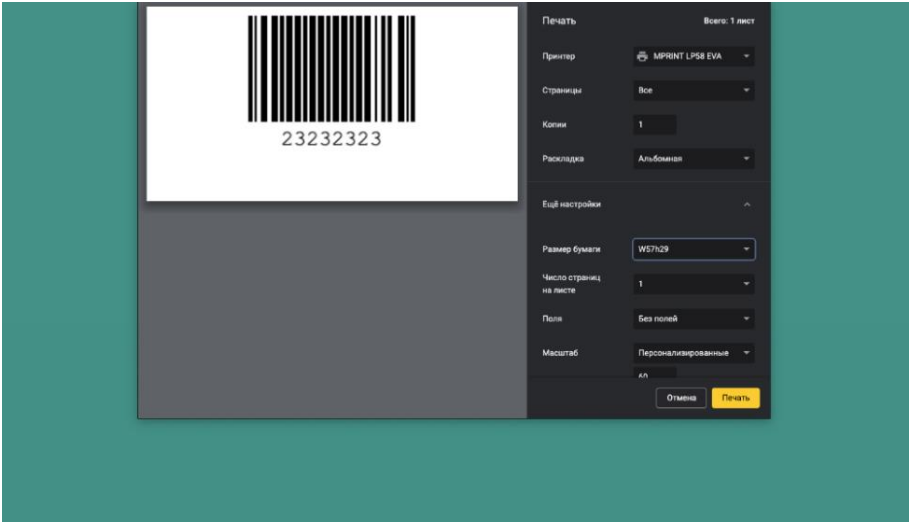 23232323
Печать
Всего: 1 лист
Принтер
MPRINT LP58 EVA
Страницы
Все
Копии
1
Раскладка
Альбомная
Ещё настройки
Размер бумаги
W57h29
Число страниц
на листе
1
Поля
Без полей
Масштаб
Персонализированные
60
Отмена
Печать